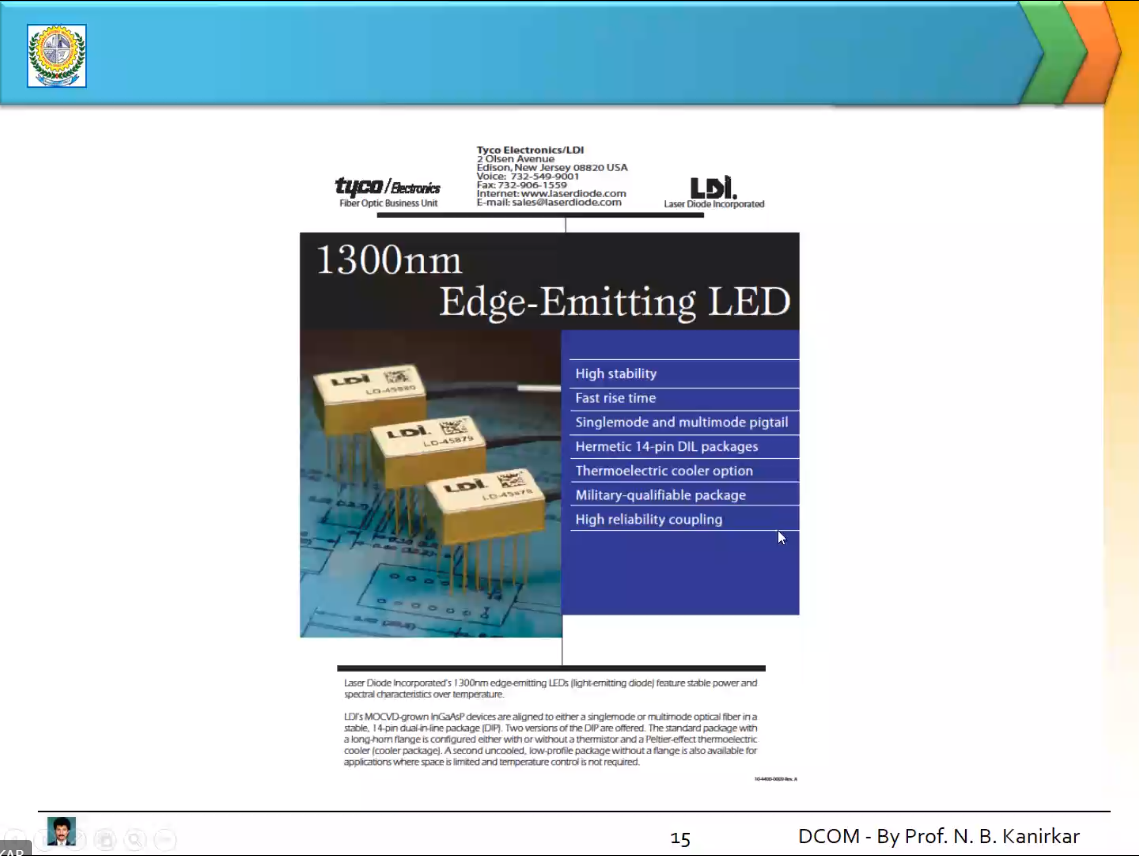 Tyco Electronics/LDI
2 Olsen Avenue
Edison, New Jersey 08820 USA
Voice: 732-549-9001
Fax: 732-906-1559
Internet: www.laserdiode.com
E-mail: sales@laserdiode.com
tyco / Electronics
Fiber Optic Business Unit
LDI.
Laser Diode Incorporated
1300nm
Edge-Emitting LED
High stability
Fast rise time
Singlemode and multimode pigtail
Hermetic 14-pin DIL packages
Thermoelectric cooler option
Military-qualifiable package
High reliability coupling
LDI
LDI.
LD-45879
LDI.
Laser Diode Incorporated's 1300nm edge-emitting LEDs (light-emitting diode) feature stable power and
spectral characteristics over temperature.
LDI's MOCVD-grown InGaAsP devices are aligned to either a singlemode or multimode optical fiber in a
stable, 14-pin dual-in-line package (DIP). Two versions of the DIP are offered. The standard package with
a long-horn flange is configured either with or without a thermistor and a Peltier-effect thermoelectric
cooler (cooler package). A second uncooled, low-profile package without a flange is also available for
applications where space is limited and temperature control is not required.
15
DCOM - By Prof. N. B. Kanirkar
KAR